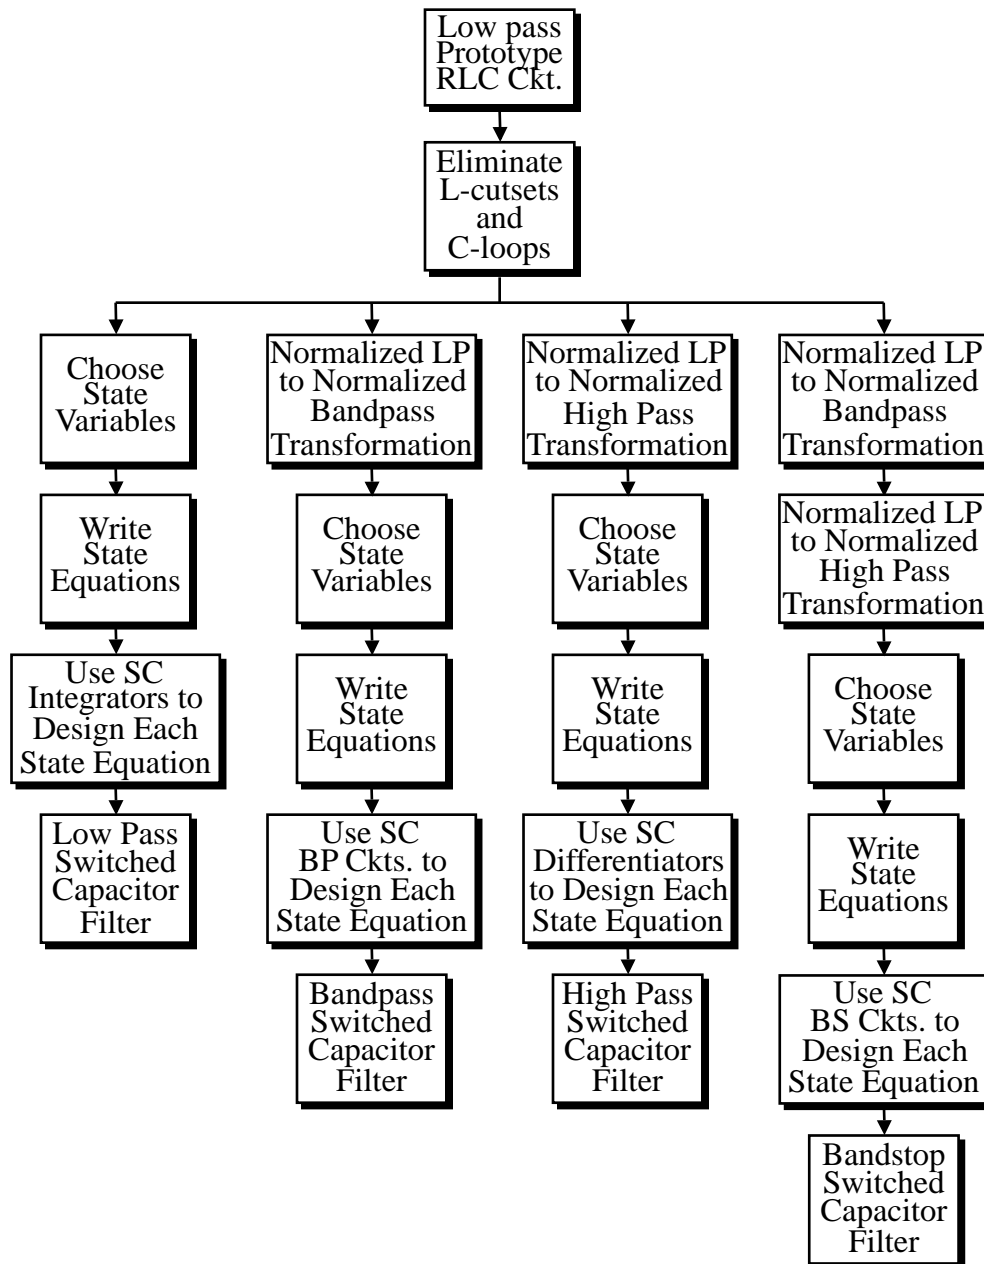 Low pass
Prototype
RLC Ckt.
Eliminate
L-cutsets
and
C-loops
Choose
State
Variables
Write
State
Equations
Use SC
Integrators to
Design Each
State Equation
Low Pass
Switched
Capacitor
Filter
Normalized LP
to Normalized
Bandpass
Transformation
Choose
State
Variables
Write
State
Equations
Use SC
BP Ckts. to
Design Each
State Equation
Bandpass
Switched
Capacitor
Filter
Normalized LP
to Normalized
High Pass
Transformation
Choose
State
Variables
Write
State
Equations
Use SC
Differentiators
to Design Each
State Equation
High Pass
Switched
Capacitor
Filter
Normalized LP
to Normalized
Bandpass
Transformation
Normalized LP
to Normalized
High Pass
Transformation
Choose
State
Variables
Write
State
Equations
Use SC
BS Ckts. to
Design Each
State Equation
Bandstop
Switched
Capacitor
Filter